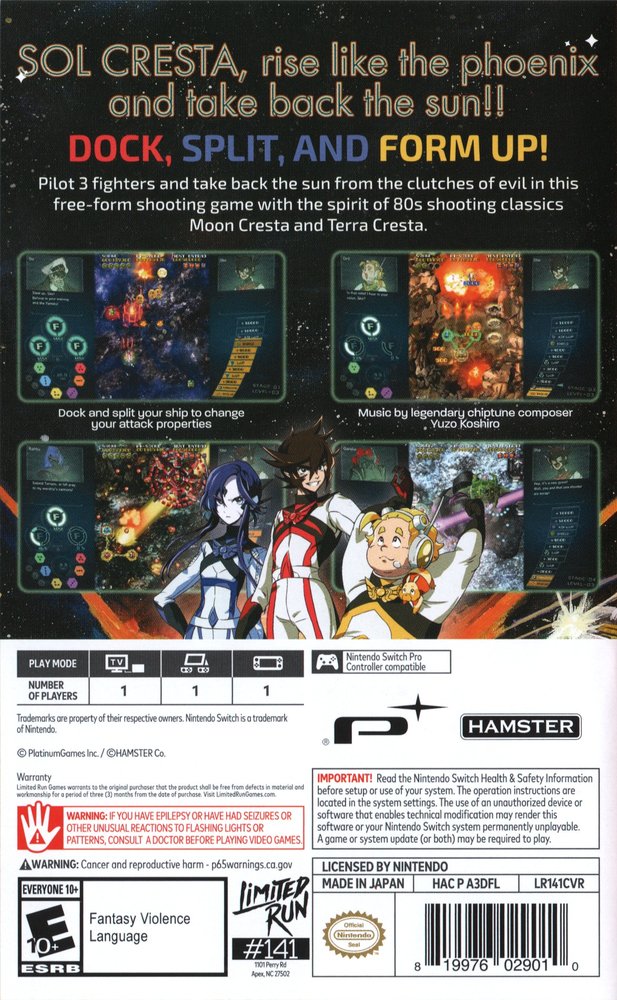 SOL CRESTA, rise like the phoenix
and take back the sun!!
DOCK, SPLIT, AND FORM UP!
Pilot 3 fighters and take back the sun from the clutches of evil in this
free-form shooting game with the spirit of 80s shooting classics
Moon Cresta and Terra Cresta.
Dock and split your ship to change
your attack properties
Music by legendary chiptune composer
Yuzo Koshiro
PLAY MODE
TV
NUMBER
OF PLAYERS
1
1
1
Nintendo Switch Pro
Controller compatible
Trademarks are property of their respective owners. Nintendo Switch is a trademark
of Nintendo.
© PlatinumGames Inc. / ©HAMSTER Co.
P
®
HAMSTER
Warranty
Limited Run Games warrants to the original purchaser that the product shall be free from defects in material and
workmanship for a period of three (3) months from the date of purchase. Visit LimitedRunGames.com.
WARNING: IF YOU HAVE EPILEPSY OR HAVE HAD SEIZURES OR
OTHER UNUSUAL REACTIONS TO FLASHING LIGHTS OR
PATTERNS, CONSULT A DOCTOR BEFORE PLAYING VIDEO GAMES.
WARNING: Cancer and reproductive harm - p65warnings.ca.gov
IMPORTANT! Read the Nintendo Switch Health & Safety Information
before setup or use of your system. The operation instructions are
located in the system settings. The use of an unauthorized device or
software that enables technical modification may render this
software or your Nintendo Switch system permanently unplayable.
A game or system update (or both) may be required to play.
EVERYONE 10+
E
10+
ESRB
Fantasy Violence
Language
LIMITED
RUN
#141
1101 Perry Rd
Apex, NC 27502
LICENSED BY NINTENDO
MADE IN JAPAN
HAC P A3DFL
LR141CVR
Official
Nintendo
Seal
8 19976 02901 0